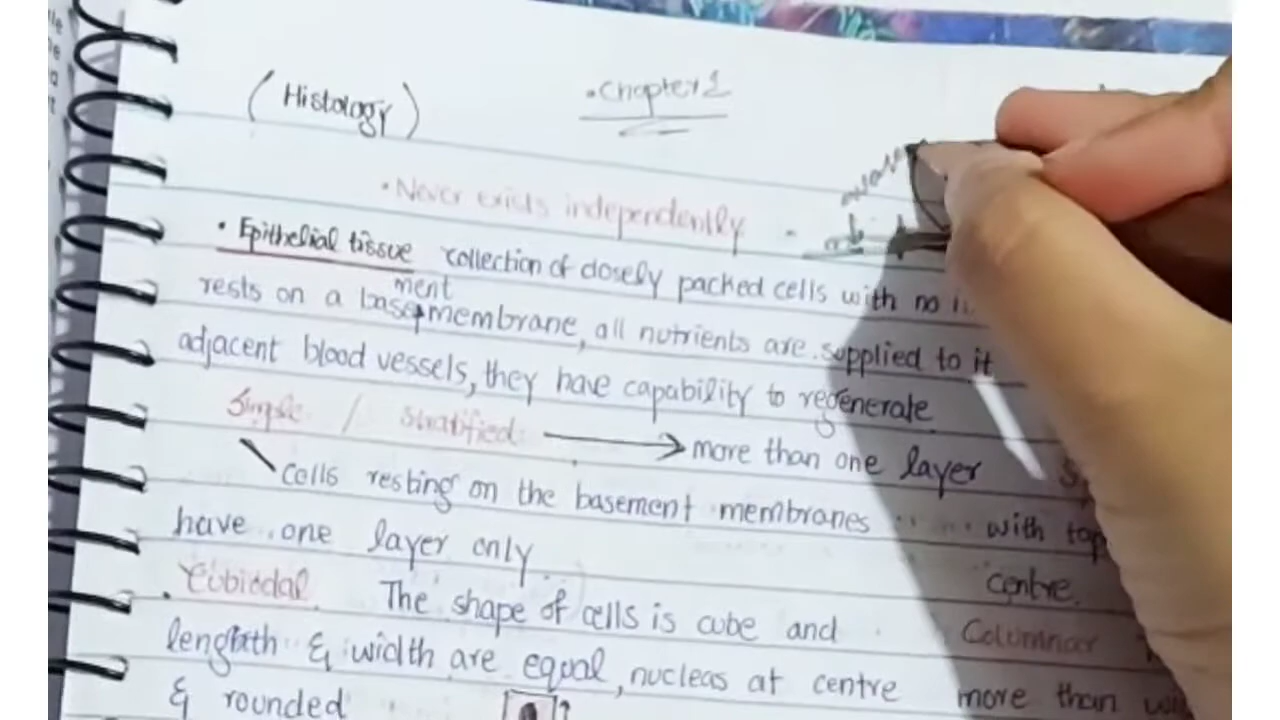 (Histology)
• Chapter 1
• Never exists independently
• Epithelial tissue collection of closely packed cells with no
ment
rests on a base membrane, all nutrients are supplied to it
adjacent blood vessels, they have capability to regenerate
Simple / Stratified → more than one layer
Cells resting on the basement membranes with top
have one layer only
centre.
• Cubiodal. The shape of cells is cube and
Columnar
length & width are equal, nucleas at centre
more than
& rounded